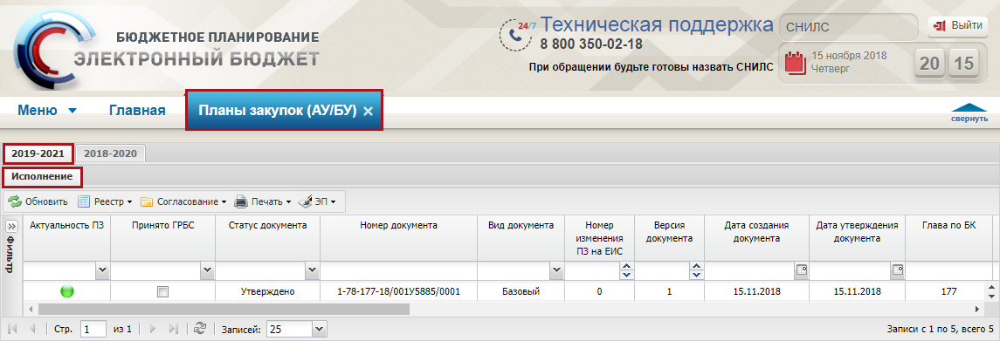 БЮДЖЕТНОЕ ПЛАНИРОВАНИЕ
ЭЛЕКТРОННЫЙ БЮДЖЕТ
24/7 Техническая поддержка
8 800 350-02-18
При обращении будьте готовы назвать СНИЛС
СНИЛС
Выйти
15 ноября 2018
Четверг
20 15
Меню Главная Планы закупок (АУ/БУ)
свернуть
2019-2021 2018-2020
Исполнение
Обновить Реестр Согласование Печать ЭП
Фильтр
Актуальность ПЗ Принято ГРБС Статус документа Номер документа Вид документа Номер изменения ПЗ на ЕИС Версия документа Дата создания документа Дата утверждения документа Глава по БК
Утверждено 1-78-177-18/001У5885/0001 Базовый 0 1 15.11.2018 15.11.2018 177
Стр. 1 из 1 Записей: 25 Записи с 1 по 5, всего 5